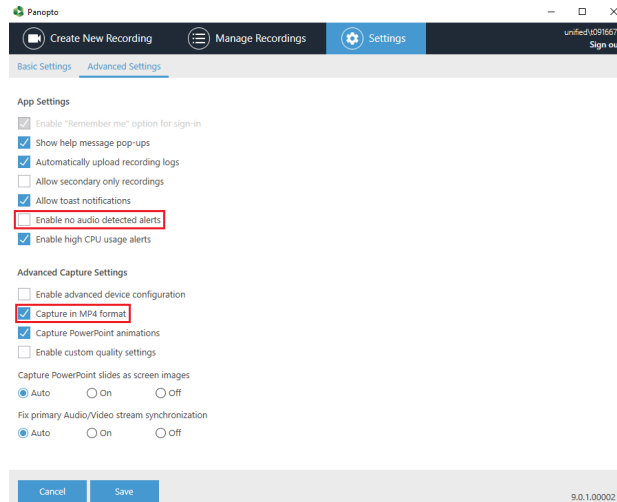 Panopto
Create New Recording Manage Recordings Settings unified\t091667
Sign ou
Basic Settings Advanced Settings
App Settings
Enable "Remember me" option for sign-in
Show help message pop-ups
Automatically upload recording logs
Allow secondary only recordings
Allow toast notifications
Enable no audio detected alerts
Enable high CPU usage alerts
Advanced Capture Settings
Enable advanced device configuration
Capture in MP4 format
Capture PowerPoint animations
Enable custom quality settings
Capture PowerPoint slides as screen images
Auto On Off
Fix primary Audio/Video stream synchronization
Auto On Off
Cancel Save
9.0.1.00002